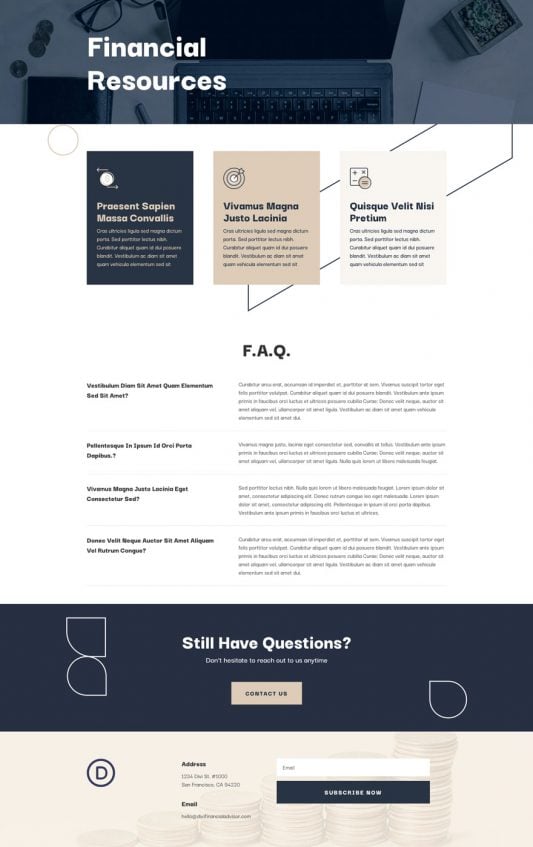 Financial
Resources
Praesent Sapien
Massa Convallis
Cras ultricies ligula sed magna dictum
porta. Sed porttitor lectus nibh.
Curabitur aliquet quam id dui posuere
blandit. Vestibulum ac diam sit amet
quam vehicula elementum sed sit
Vivamus Magna
Justo Lacinia
Cras ultricies ligula sed magna dictum
porta. Sed porttitor lectus nibh.
Curabitur aliquet quam id dui posuere
blandit. Vestibulum ac diam sit amet
quam vehicula elementum sed sit
Quisque Velit Nisi
Pretium
Cras ultricies ligula sed magna dictum
porta. Sed porttitor lectus nibh.
Curabitur aliquet quam id dui posuere
blandit. Vestibulum ac diam sit amet
quam vehicula elementum sed sit
F.A.Q.
Vestibulum Diam Sit Amet Quam Elementum
Sed Sit Amet?
Curabitur arcu erat, accumsan id imperdiet et, porttitor at sem. Vivamus suscipit tortor eget
felis porttitor volutpat. Curabitur aliquet quam id dui posuere blandit. Vestibulum ante ipsum
primis in faucibus orci luctus et ultrices posuere cubilia Curae; Donec velit neque, auctor sit
amet aliquam vel, ullamcorper sit amet ligula. Vestibulum ac diam sit amet quam vehicula
elementum sed sit amet dui.
Pellentesque In Ipsum Id Orci Porta
Dapibus.?
Vivamus magna justo, lacinia eget consectetur sed, convallis at tellus. Vestibulum ante ipsum
primis in faucibus orci luctus et ultrices posuere cubilia Curae; Donec velit neque, auctor sit
amet aliquam vel, ullamcorper sit amet ligula. Nulla quis lorem ut libero malesuada feugiat.
Vivamus Magna Justo Lacinia Eget
Consectetur Sed?
Sed porttitor lectus nibh. Nulla quis lorem ut libero malesuada feugiat. Lorem ipsum dolor sit
amet, consectetur adipiscing elit. Donec rutrum congue leo eget malesuada. Lorem ipsum
dolor sit amet, consectetur adipiscing elit. Pellentesque in ipsum id orci porta dapibus.
Vestibulum ante ipsum primis in faucibus orci luctus et ultrices.
Donec Velit Neque Auctor Sit Amet Aliquam
Vel Rutrum Congue?
Curabitur arcu erat, accumsan id imperdiet et, porttitor at sem. Vivamus suscipit tortor eget
felis porttitor volutpat. Curabitur aliquet quam id dui posuere blandit. Vestibulum ante ipsum
primis in faucibus orci luctus et ultrices posuere cubilia Curae; Donec velit neque, auctor sit
amet aliquam vel, ullamcorper sit amet ligula. Vestibulum ac diam sit amet quam vehicula
elementum sed sit amet dui.
Still Have Questions?
Don't hesitate to reach out to us anytime
CONTACT US
D
Address
1234 Divi St. #1000
San Francisco, CA 94220
Email
hello@divifinancialadvisor.com
Email
SUBSCRIBE NOW